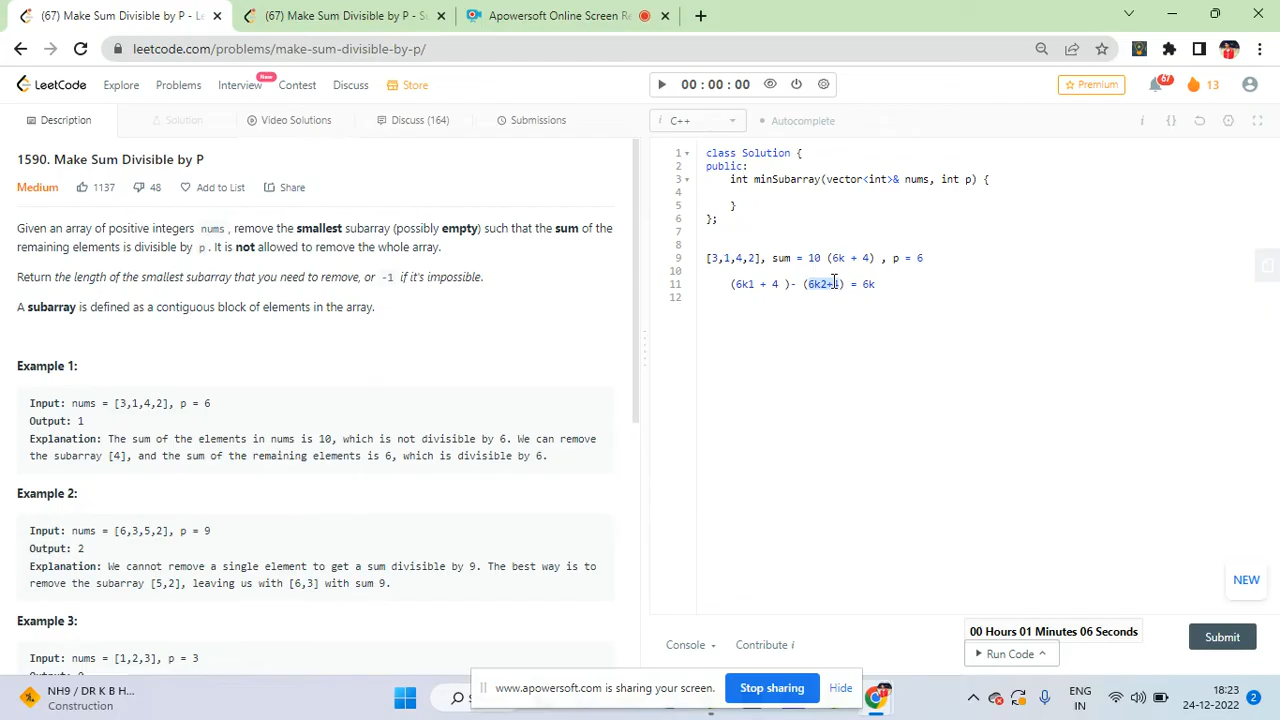 (67) Make Sum Divisible by P - Le
(67) Make Sum Divisible by P - Su
Apowersoft Online Screen Re
leetcode.com/problems/make-sum-divisible-by-p/
LeetCode
Explore
Problems
Interview
New
Contest
Discuss
Store
00 : 00 : 00
Premium
67
13
Description
Solution
Video Solutions
Discuss (164)
Submissions
i C++
Autocomplete
1590. Make Sum Divisible by P
Medium
1137
48
Add to List
Share
Given an array of positive integers nums, remove the smallest subarray (possibly empty) such that the sum of the
remaining elements is divisible by p. It is not allowed to remove the whole array.
Return the length of the smallest subarray that you need to remove, or -1 if it's impossible.
A subarray is defined as a contiguous block of elements in the array.
Example 1:
Input: nums = [3,1,4,2], p = 6
Output: 1
Explanation: The sum of the elements in nums is 10, which is not divisible by 6. We can remove
the subarray [4], and the sum of the remaining elements is 6, which is divisible by 6.
Example 2:
Input: nums = [6,3,5,2], p = 9
Output: 2
Explanation: We cannot remove a single element to get a sum divisible by 9. The best way is to
remove the subarray [5,2], leaving us with [6,3] with sum 9.
Example 3:
Input: nums = [1,2,3], p = 3
1 class Solution {
2 public:
3 int minSubarray(vector<int>& nums, int p) {
4
5 }
6 };
7
8
9 [3,1,4,2], sum = 10 (6k + 4) , p = 6
10
11 (6k1 + 4 )- (6k2+4) = 6k
12
NEW
Console
Contribute i
00 Hours 01 Minutes 06 Seconds
Run Code
Submit
www.apowersoft.com is sharing your screen.
Stop sharing
Hide
NH9 / DR K B H...
Construction
ENG
IN
18:23
24-12-2022
2